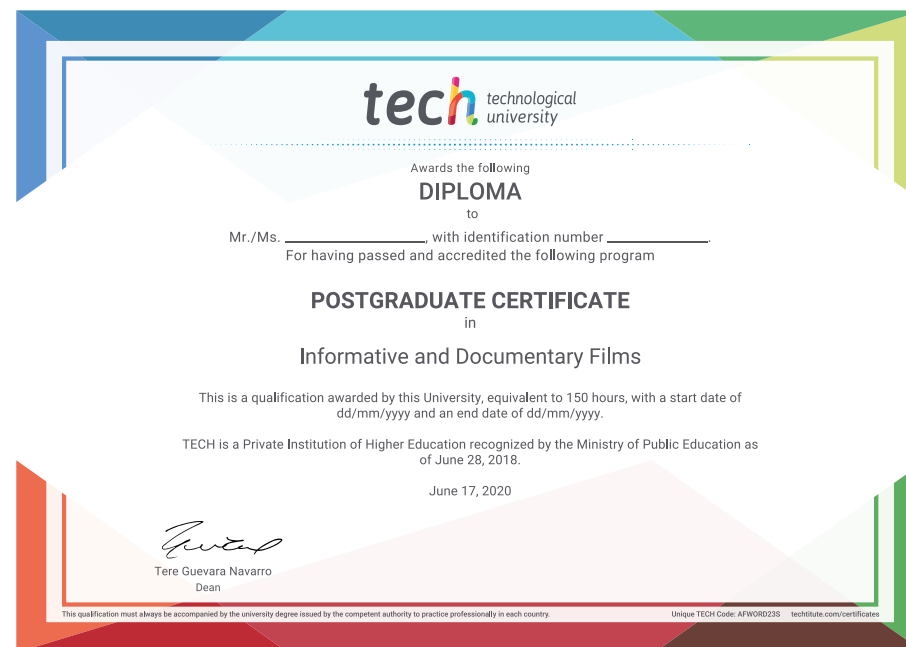 tech technological
university
Awards the following
DIPLOMA
to
Mr./Ms. ____________________, with identification number ______________.
For having passed and accredited the following program
POSTGRADUATE CERTIFICATE
in
Informative and Documentary Films
This is a qualification awarded by this University, equivalent to 150 hours, with a start date of
dd/mm/yyyy and an end date of dd/mm/yyyy.
TECH is a Private Institution of Higher Education recognized by the Ministry of Public Education as
of June 28, 2018.
June 17, 2020
Tere Guevara Navarro
Dean
This qualification must always be accompanied by the university degree issued by the competent authority to practice professionally in each country. Unique TECH Code: AFWORD23S techtitute.com/certificates